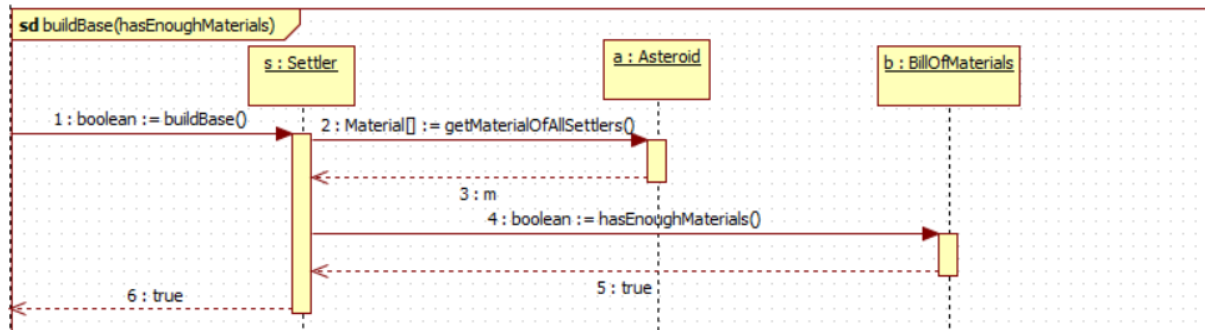 sd buildBase(hasEnoughMaterials)
s : Settler
a : Asteroid
b : BillOfMaterials
1 : boolean := buildBase()
2 : Material[] := getMaterialOfAllSettlers()
3 : m
4 : boolean := hasEnoughMaterials()
5 : true
6 : true